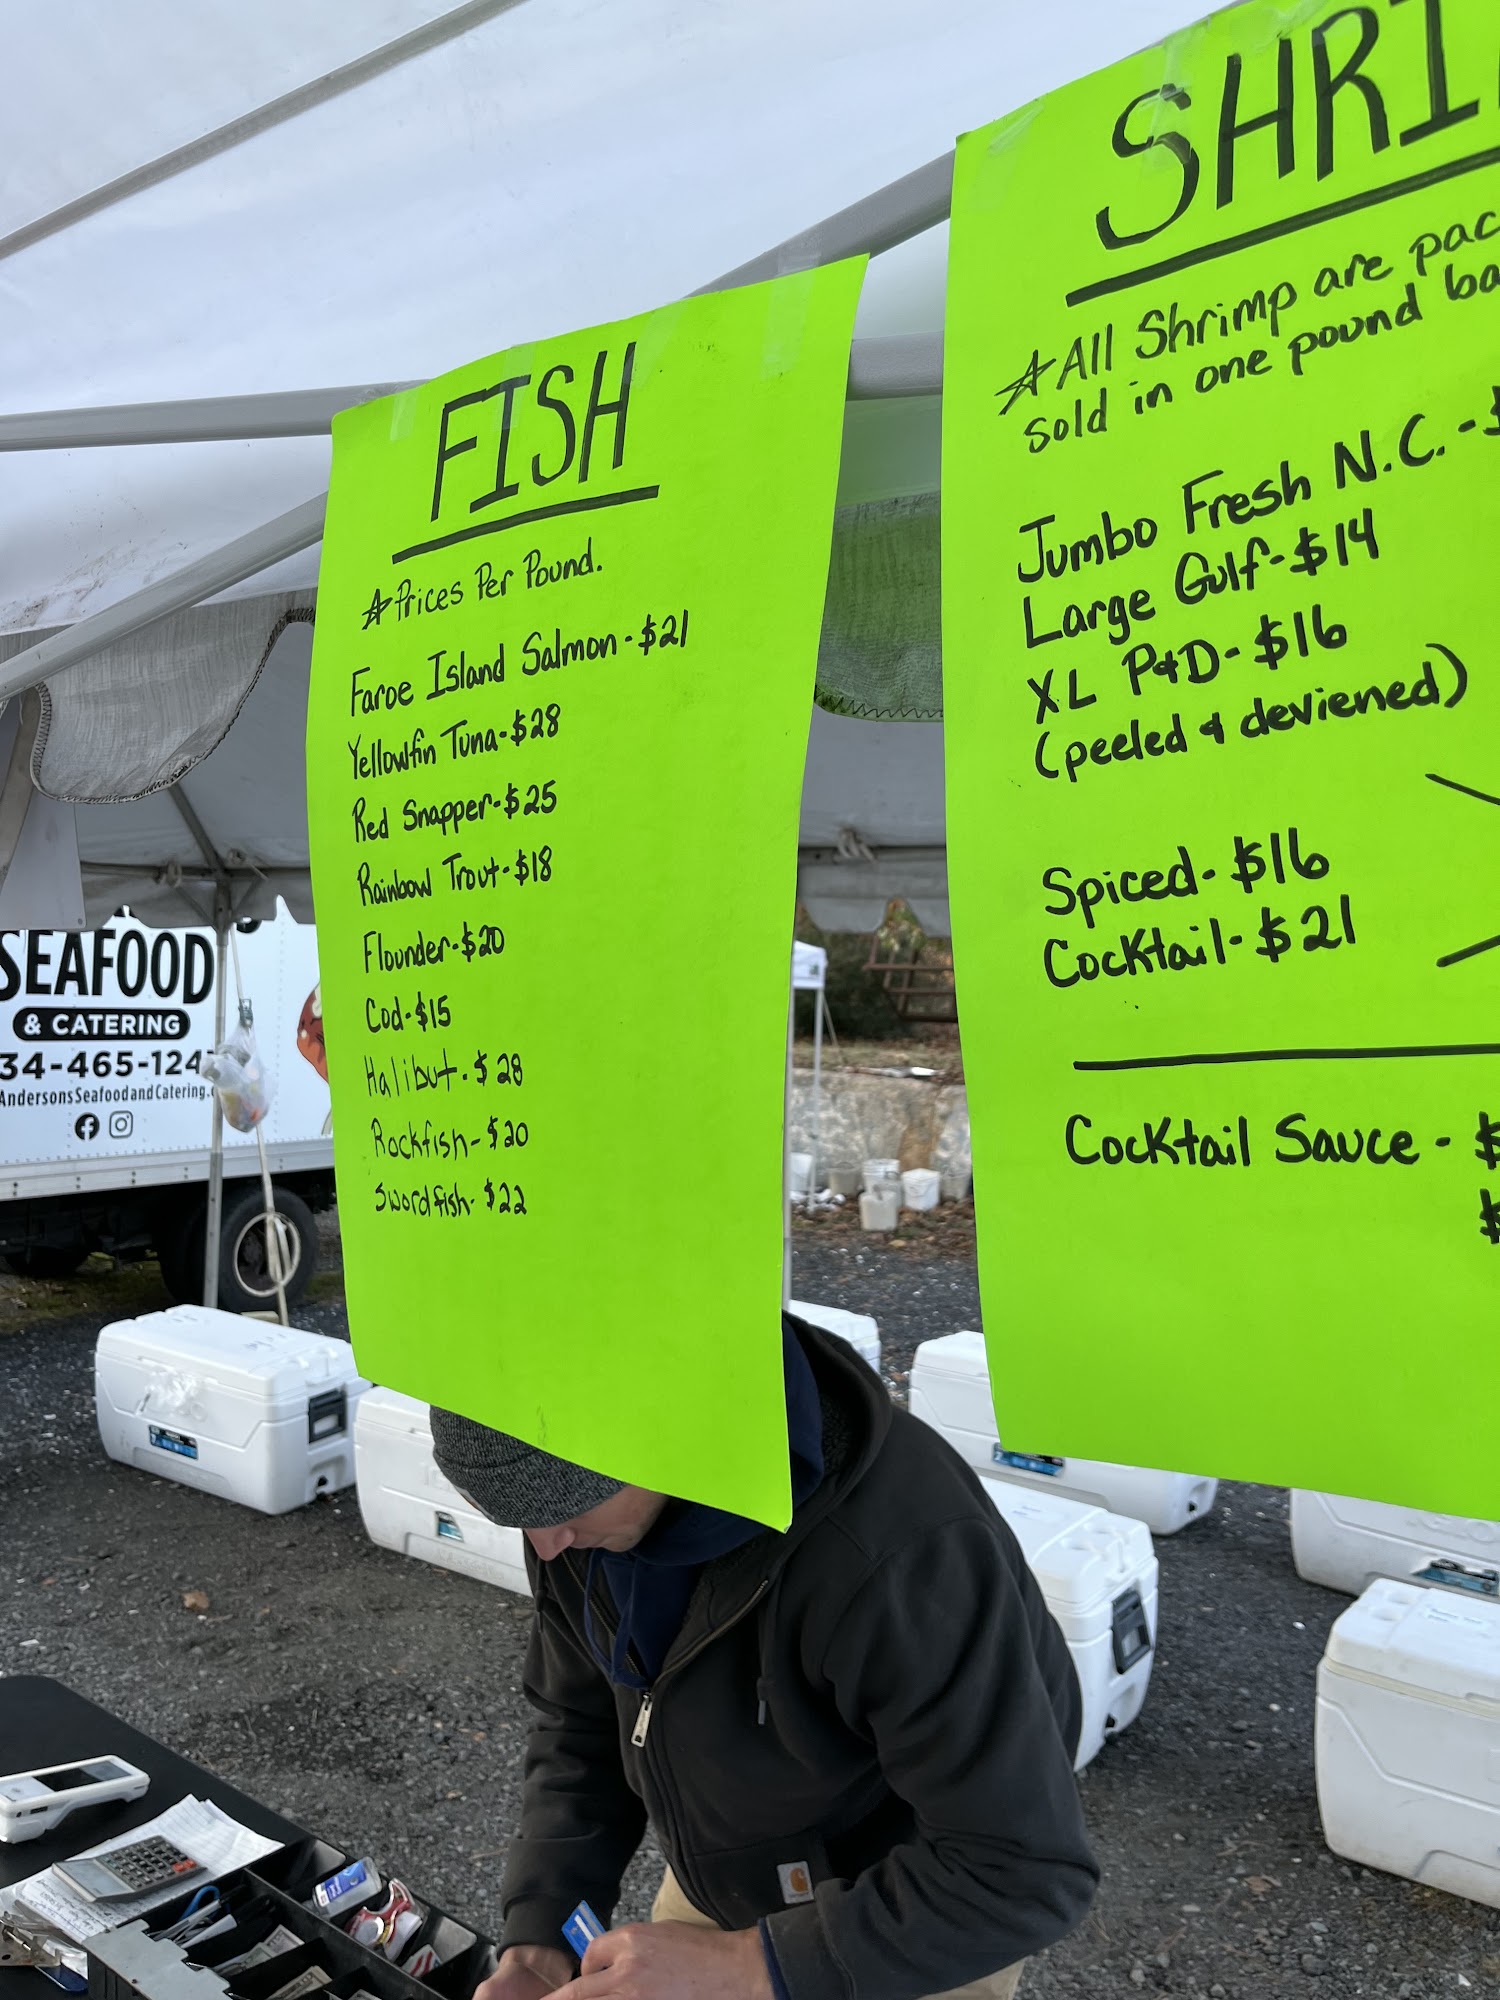 FISH
☆Prices Per Pound.
Faroe Island Salmon-$21
Yellowfin Tuna-$28
Red Snapper-$25
Rainbow Trout-$18
Flounder-$20
Cod-$15
Halibut-$28
Rockfish-$20
Swordfish-$22
SHRI
☆All Shrimp are pac
sold in one pound ba
Jumbo Fresh N.C.-$
Large Gulf-$14
XL P&D-$16
(peeled & deviened)
Spiced-$16
Cocktail-$21
Cocktail Sauce-$
$
SEAFOOD
& CATERING
34-465-124
AndersonsSeafoodandCatering.